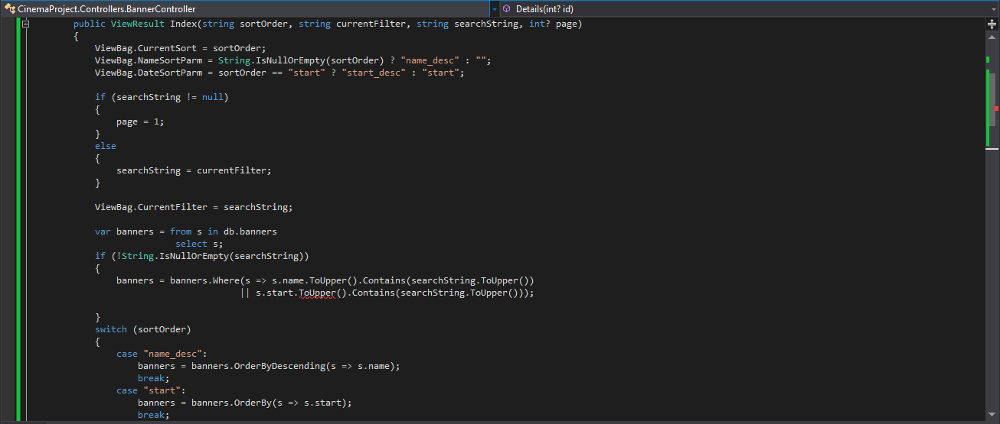 CinemaProject.Controllers.BannerController
Details(int? id)
public ViewResult Index(string sortOrder, string currentFilter, string searchString, int? page)
{
ViewBag.CurrentSort = sortOrder;
ViewBag.NameSortParm = String.IsNullOrEmpty(sortOrder) ? "name_desc" : "";
ViewBag.DateSortParm = sortOrder == "start" ? "start_desc" : "start";
if (searchString != null)
{
page = 1;
}
else
{
searchString = currentFilter;
}
ViewBag.CurrentFilter = searchString;
var banners = from s in db.banners
select s;
if (!String.IsNullOrEmpty(searchString))
{
banners = banners.Where(s => s.name.ToUpper().Contains(searchString.ToUpper())
|| s.start.ToUpper().Contains(searchString.ToUpper()));
}
switch (sortOrder)
{
case "name_desc":
banners = banners.OrderByDescending(s => s.name);
break;
case "start":
banners = banners.OrderBy(s => s.start);
break;